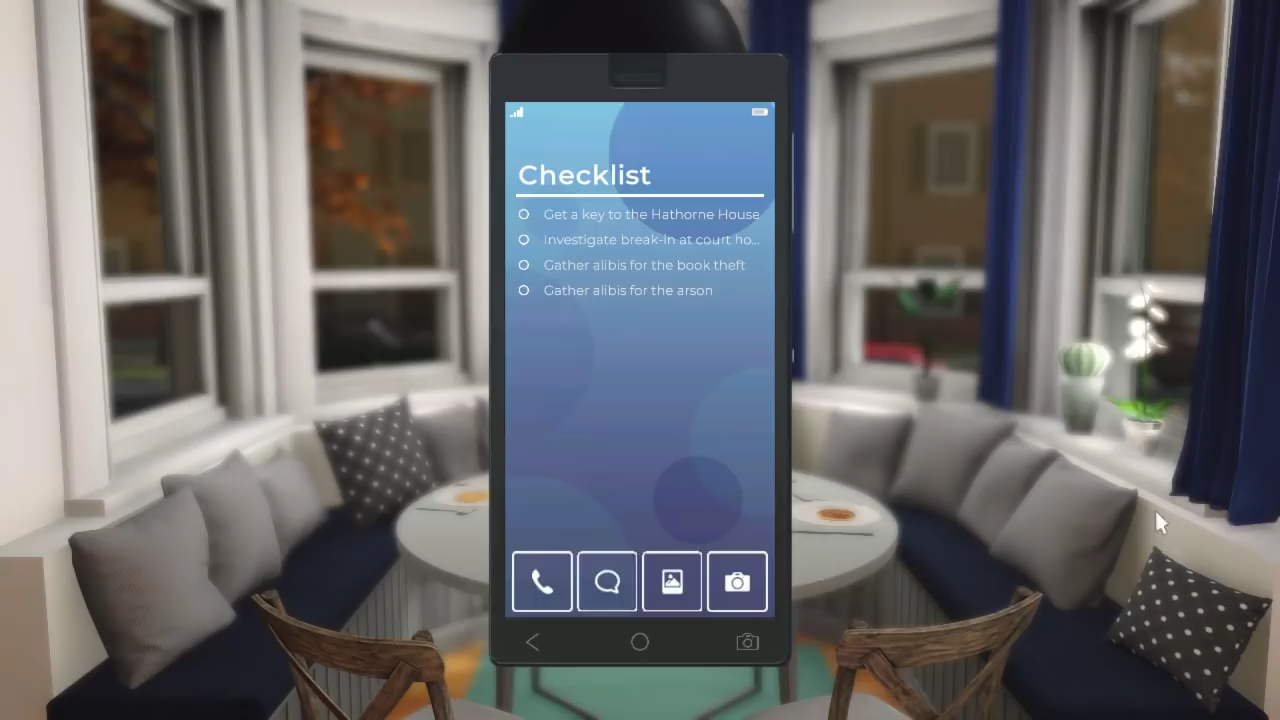 Checklist
Get a key to the Hathorne House
Investigate break-in at court ho...
Gather alibis for the book theft
Gather alibis for the arson